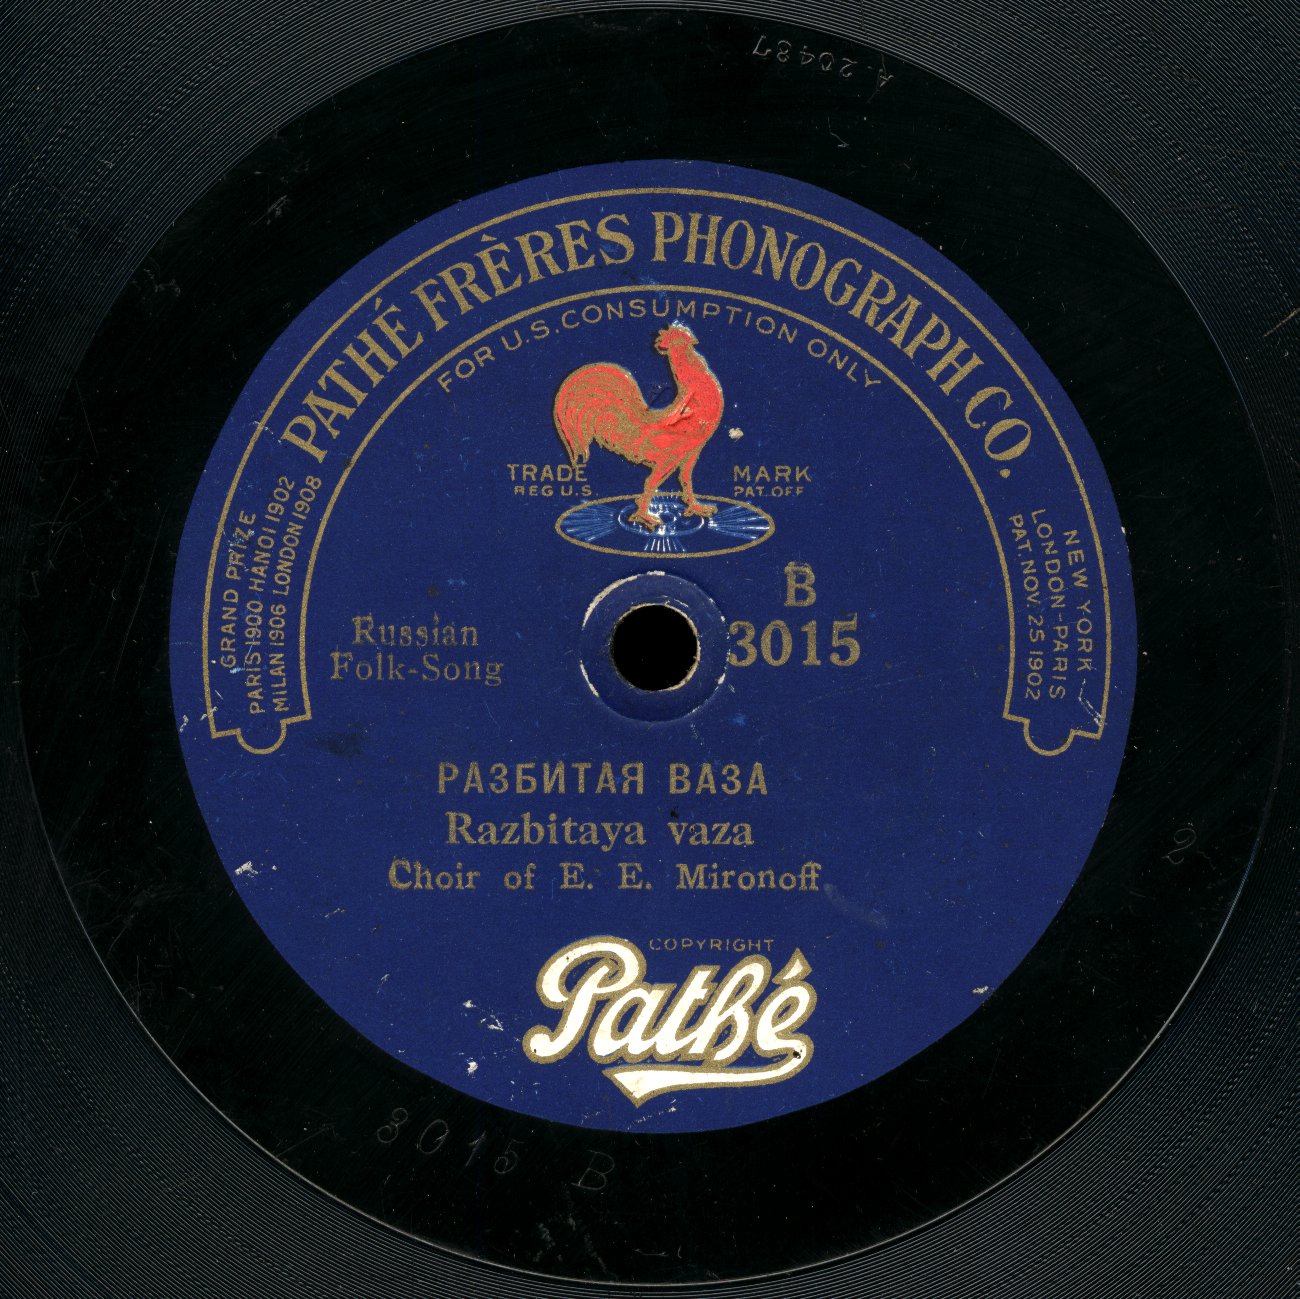 A.20487
PATHÉ FRÈRES PHONOGRAPH CO.
FOR U.S. CONSUMPTION ONLY
GRAND PRIZE
PARIS 1900 HANOI 1902
MILAN 1906 LONDON 1908
NEW YORK
LONDON-PARIS
PAT. NOV. 25 1902
TRADE MARK
REG U.S. PAT. OFF
B
3015
Russian
Folk-Song
РАЗБИТАЯ ВАЗА
Razbitaya vaza
Choir of E. E. Mironoff
COPYRIGHT
Pathé
2
3015 B